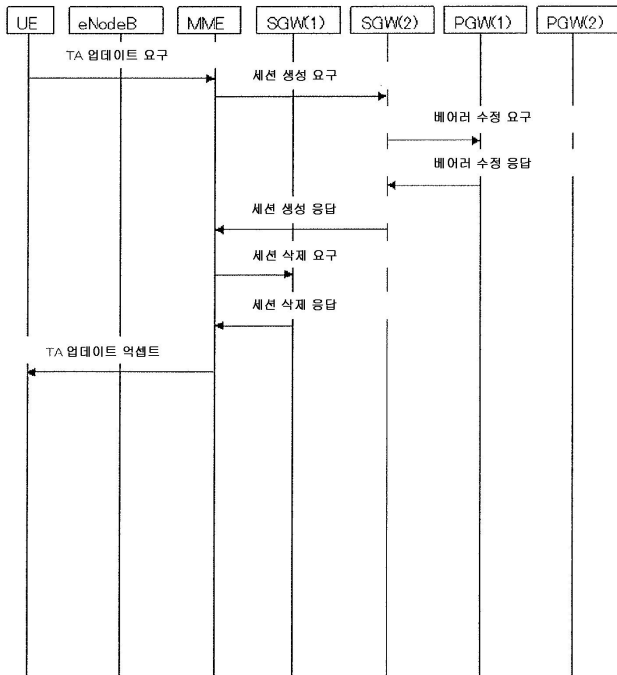 UE eNodeB MME SGW(1) SGW(2) PGW(1) PGW(2)
TA 업데이트 요구
세션 생성 요구
베어러 수정 요구
베어러 수정 응답
세션 생성 응답
세션 삭제 요구
세션 삭제 응답
TA 업데이트 억셉트